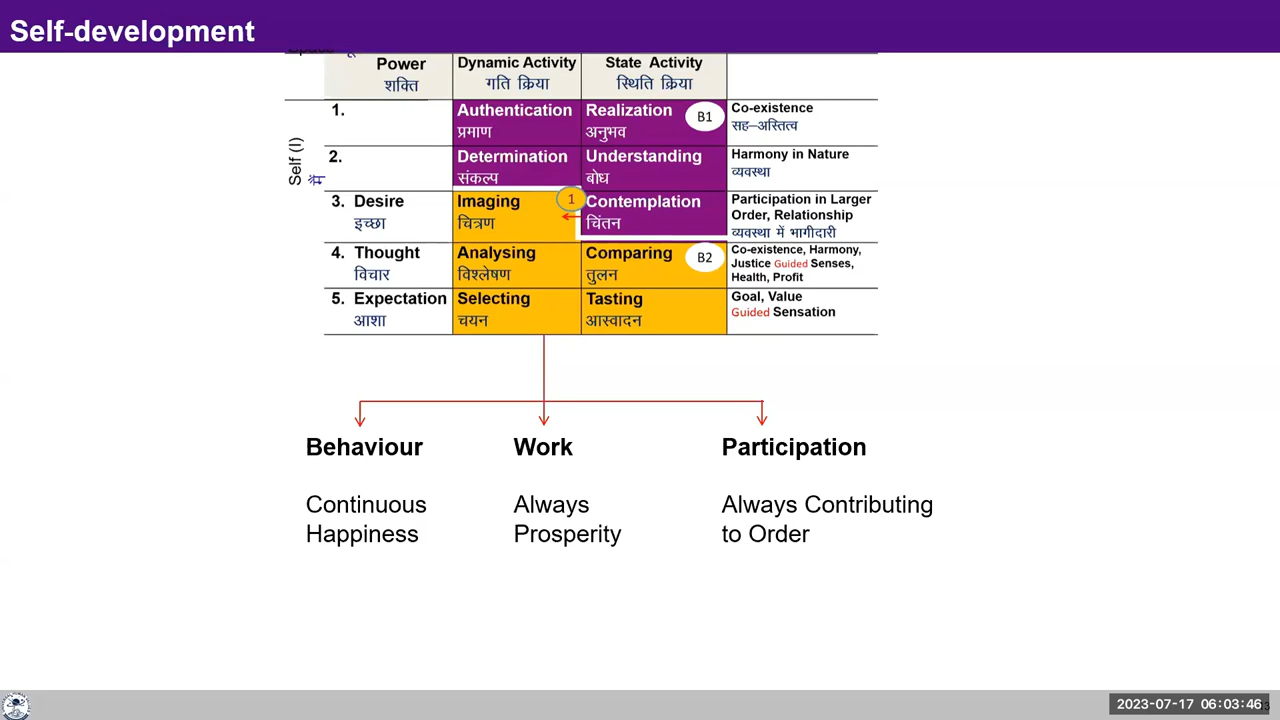 Self-development
Power Dynamic Activity State Activity
शक्ति गति क्रिया स्थिति क्रिया
Self (I)
मैं
1. Authentication Realization B1 Co-existence
प्रमाण अनुभव सह–अस्तित्व
2. Determination Understanding Harmony in Nature
संकल्प बोध व्यवस्था
3. Desire Imaging 1 Contemplation Participation in Larger
Order, Relationship
इच्छा चित्रण चिंतन व्यवस्था में भागीदारी
4. Thought Analysing Comparing B2 Co-existence, Harmony,
Justice Guided Senses,
विचार विश्लेषण तुलन Health, Profit
5. Expectation Selecting Tasting Goal, Value
आशा चयन आस्वादन Guided Sensation
Behaviour Work Participation
Continuous Always Always Contributing
Happiness Prosperity to Order
2023-07-17 06:03:46